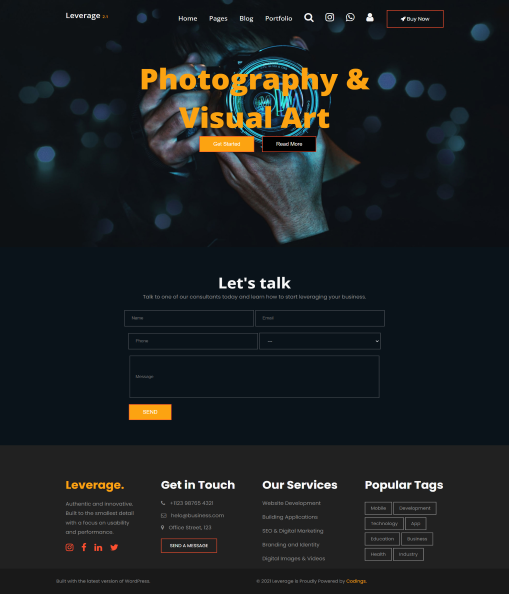 Leverage 2.1
Home Pages Blog Portfolio Buy Now
Photography &
Visual Art
Get Started Read More
Let's talk
Talk to one of our consultants today and learn how to start leveraging your business.
Name Email
Phone ---
Message
SEND
Leverage.
Authentic and innovative.
Built to the smallest detail
with a focus on usability
and performance.
Get in Touch
+1123 98765 4321
hello@business.com
Office Street, 123
SEND A MESSAGE
Our Services
Website Development
Building Applications
SEO & Digital Marketing
Branding and Identity
Digital Images & Videos
Popular Tags
Mobile Development
Technology App
Education Business
Health Industry
Built with the latest version of WordPress.
© 2021 Leverage is Proudly Powered by Codings.